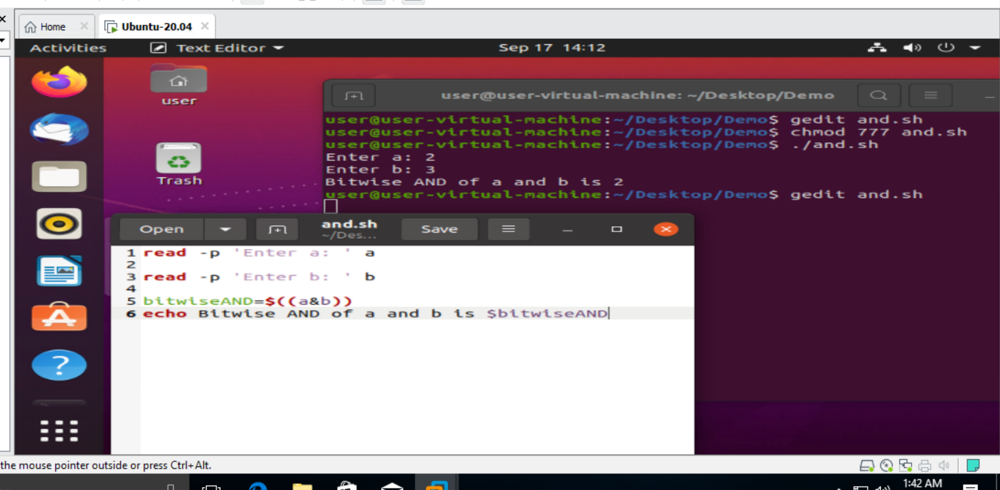 Home
Ubuntu-20.04
Activities
Text Editor
Sep 17 14:12
user
Trash
user@user-virtual-machine: ~/Desktop/Demo
user@user-virtual-machine:~/Desktop/Demo$ gedit and.sh
user@user-virtual-machine:~/Desktop/Demo$ chmod 777 and.sh
user@user-virtual-machine:~/Desktop/Demo$ ./and.sh
Enter a: 2
Enter b: 3
Bitwise AND of a and b is 2
user@user-virtual-machine:~/Desktop/Demo$ gedit and.sh
Open
and.sh
~/Des...
Save
1 read -p 'Enter a: ' a
2
3 read -p 'Enter b: ' b
4
5 bitwiseAND=$((a&b))
6 echo Bitwise AND of a and b is $bitwiseAND
the mouse pointer outside or press Ctrl+Alt.
1:42 AM